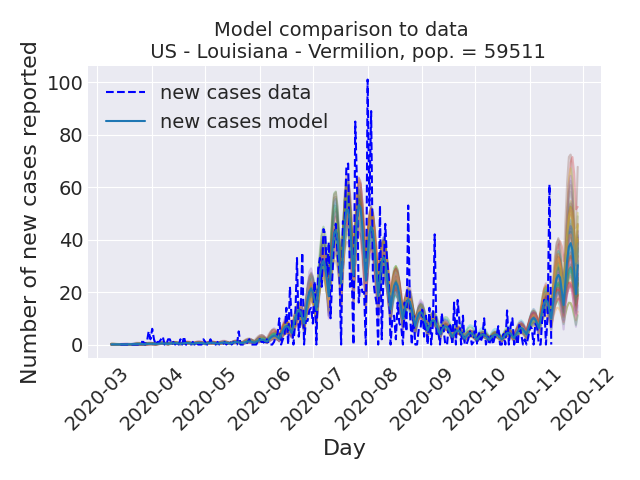 Model comparison to data
US - Louisiana - Vermilion, pop. = 59511
Number of new cases reported
100
80
60
40
20
0
new cases data
new cases model
2020-03
2020-04
2020-05
2020-06
2020-07
2020-08
2020-09
2020-10
2020-11
2020-12
Day